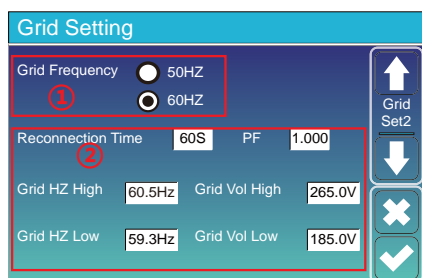 Grid Setting
Grid Frequency 50HZ
① 60HZ
Grid
Set2
Reconnection Time 60S PF 1.000
②
Grid HZ High 60.5Hz Grid Vol High 265.0V
Grid HZ Low 59.3Hz Grid Vol Low 185.0V